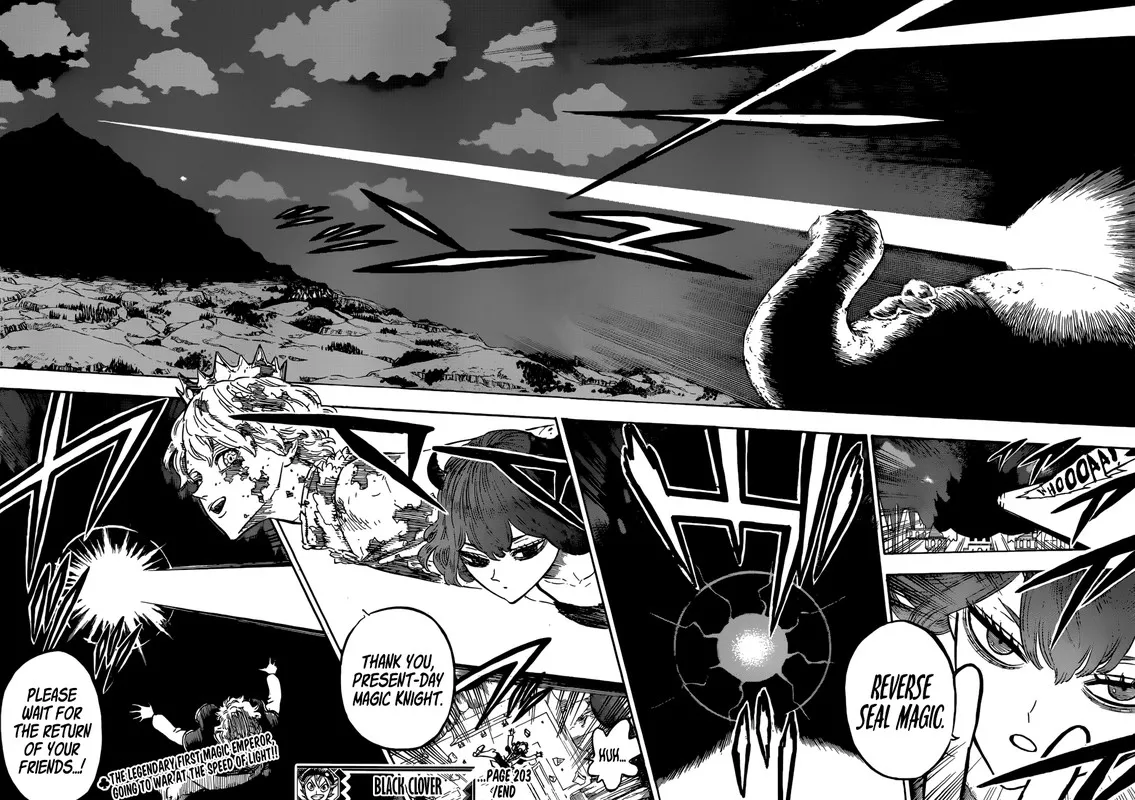 WHOOOAA!
REVERSE
SEAL MAGIC.
HUH...
THANK YOU,
PRESENT-DAY
MAGIC KNIGHT.
PLEASE
WAIT FOR
THE RETURN
OF YOUR
FRIENDS...!
THE LEGENDARY FIRST MAGIC EMPEROR,
GOING TO WAR AT THE SPEED OF LIGHT!!
BLACK CLOVER
...PAGE 203
/END